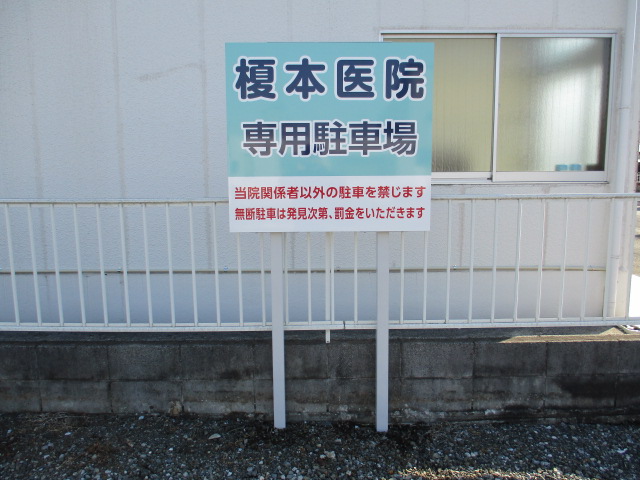 榎本医院
専用駐車場
当院関係者以外の駐車を禁じます
無断駐車は発見次第、罰金をいただきます